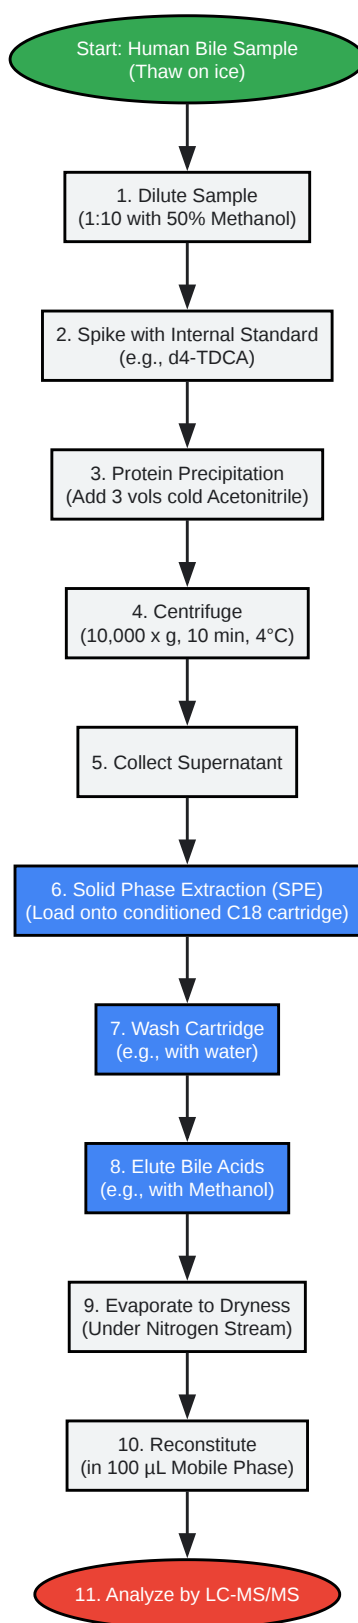 Start: Human Bile Sample
(Thaw on ice)
1. Dilute Sample
(1:10 with 50% Methanol)
2. Spike with Internal Standard
(e.g., d4-TDCA)
3. Protein Precipitation
(Add 3 vols cold Acetonitrile)
4. Centrifuge
(10,000 x g, 10 min, 4°C)
5. Collect Supernatant
6. Solid Phase Extraction (SPE)
(Load onto conditioned C18 cartridge)
7. Wash Cartridge
(e.g., with water)
8. Elute Bile Acids
(e.g., with Methanol)
9. Evaporate to Dryness
(Under Nitrogen Stream)
10. Reconstitute
(in 100 µL Mobile Phase)
11. Analyze by LC-MS/MS